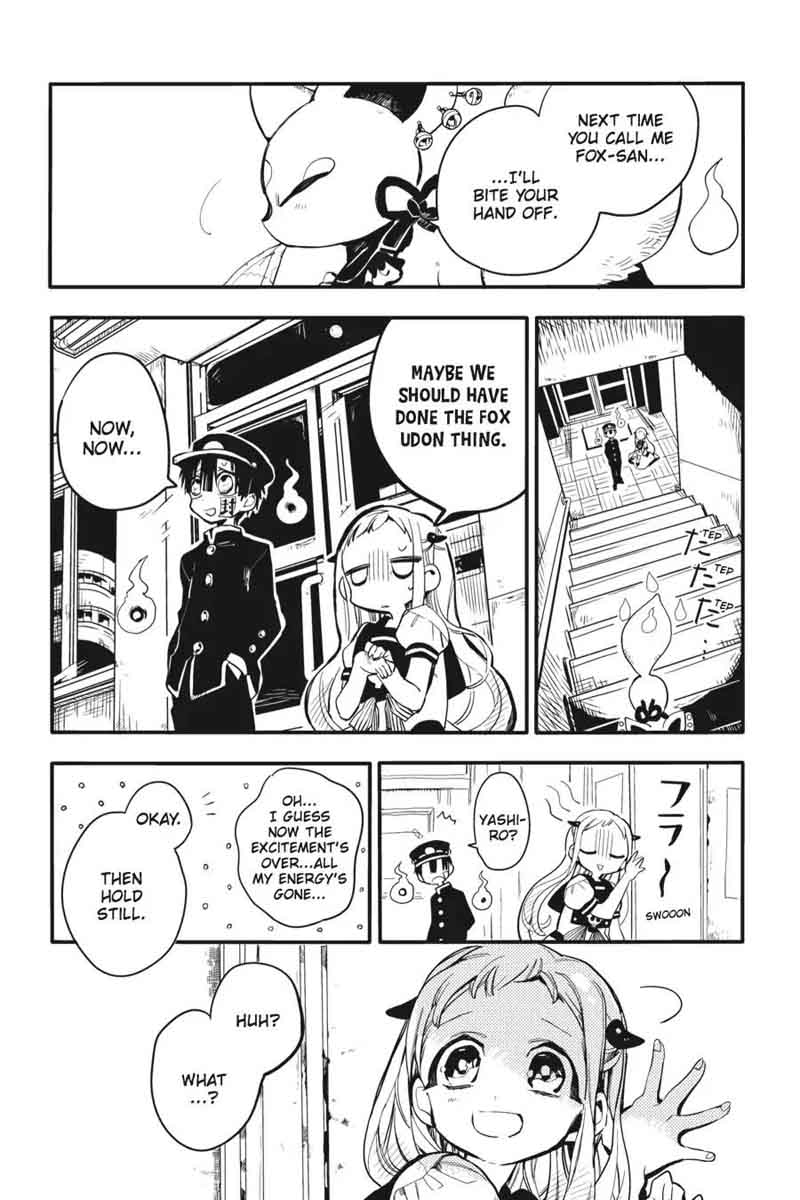 NEXT TIME
YOU CALL ME
FOX-SAN...
...I'LL
BITE YOUR
HAND OFF.
NOW,
NOW...
封
MAYBE WE
SHOULD HAVE
DONE THE FOX
UDON THING.
た TEP
た TEP
た TEP
...
YASHI-
RO?
フラ〜
SWOOON
OH...
I GUESS
NOW THE
EXCITEMENT'S
OVER...ALL
MY ENERGY'S
GONE...
OKAY.
THEN
HOLD
STILL.
HUH?
WHAT
...?